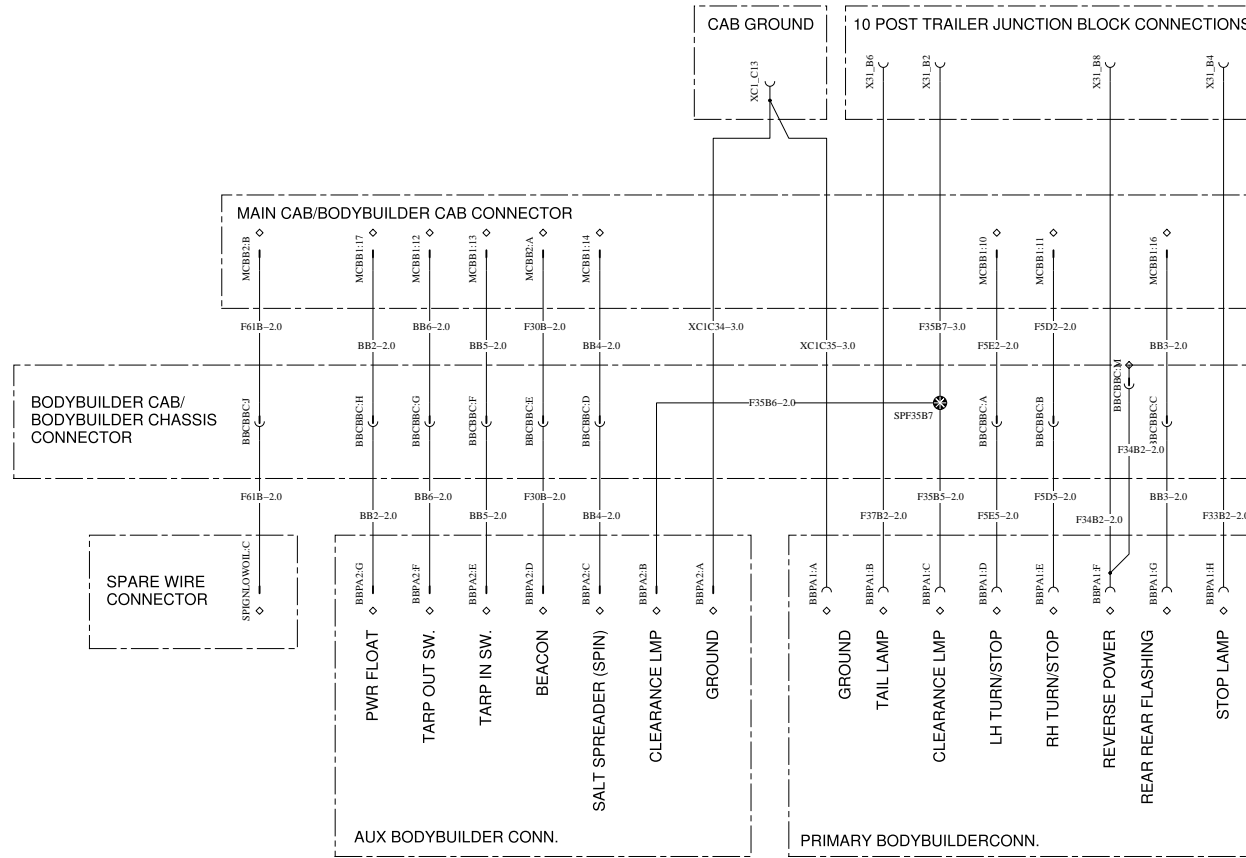 CAB GROUND
10 POST TRAILER JUNCTION BLOCK CONNECTIONS
XC1_C13
X31_B6
X31_B2
X31_B8
X31_B4
MAIN CAB/BODYBUILDER CAB CONNECTOR
MCBB2:B
MCBB1:17
MCBB1:12
MCBB1:13
MCBB2:A
MCBB1:14
MCBB1:10
MCBB1:11
MCBB1:16
F61B–2.0
BB6–2.0
F30B–2.0
XC1C34–3.0
F35B7–3.0
F5D2–2.0
BB2–2.0
BB5–2.0
BB4–2.0
XC1C35–3.0
F5E2–2.0
BB3–2.0
BODYBUILDER CAB/
BODYBUILDER CHASSIS
CONNECTOR
BBCBBC:J
BBCBBC:H
BBCBBC:G
BBCBBC:F
BBCBBC:E
BBCBBC:D
F35B6–2.0
SPF35B7
BBCBBC:A
BBCBBC:B
BBCBBC:M
BBCBBC:C
F34B2–2.0
F61B–2.0
BB6–2.0
F30B–2.0
F35B5–2.0
F5D5–2.0
BB3–2.0
BB2–2.0
BB5–2.0
BB4–2.0
F37B2–2.0
F5E5–2.0
F34B2–2.0
F33B2–2.0
SPARE WIRE
CONNECTOR
SPIGNLOWOIL:C
BBPA2:G
BBPA2:F
BBPA2:E
BBPA2:D
BBPA2:C
BBPA2:B
BBPA2:A
BBPA1:A
BBPA1:B
BBPA1:C
BBPA1:D
BBPA1:E
BBPA1:F
BBPA1:G
BBPA1:H
PWR FLOAT
TARP OUT SW.
TARP IN SW.
BEACON
SALT SPREADER (SPIN)
CLEARANCE LMP
GROUND
GROUND
TAIL LAMP
CLEARANCE LMP
LH TURN/STOP
RH TURN/STOP
REVERSE POWER
REAR REAR FLASHING
STOP LAMP
AUX BODYBUILDER CONN.
PRIMARY BODYBUILDERCONN.